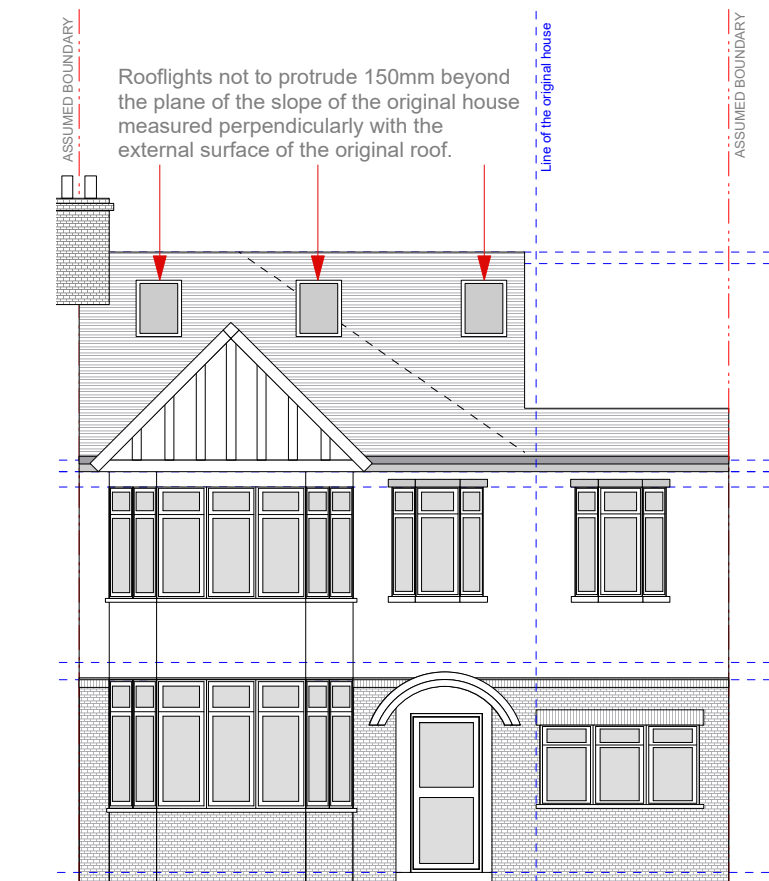 ASSUMED BOUNDARY
Rooflights not to protrude 150mm beyond
the plane of the slope of the original house
measured perpendicularly with the
external surface of the original roof.
Line of the original house
ASSUMED BOUNDARY